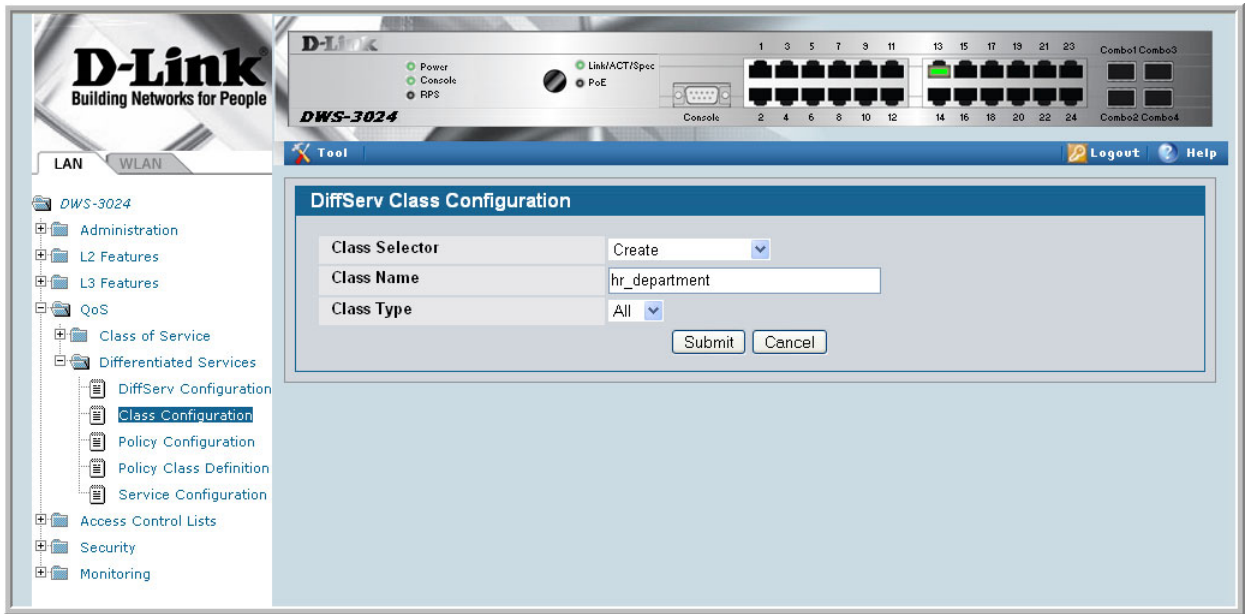 D-Link
Building Networks for People
D-Link
Power
Console
RPS
Link/ACT/Spec
PoE
DWS-3024
Console
1 3 5 7 9 11 13 15 17 19 21 23
Combo1 Combo3
2 4 6 8 10 12 14 16 18 20 22 24
Combo2 Combo4
LAN
WLAN
Tool
Logout
Help
DWS-3024
Administration
L2 Features
L3 Features
QoS
Class of Service
Differentiated Services
DiffServ Configuration
Class Configuration
Policy Configuration
Policy Class Definition
Service Configuration
Access Control Lists
Security
Monitoring
DiffServ Class Configuration
Class Selector Create
Class Name hr_department
Class Type All
Submit Cancel